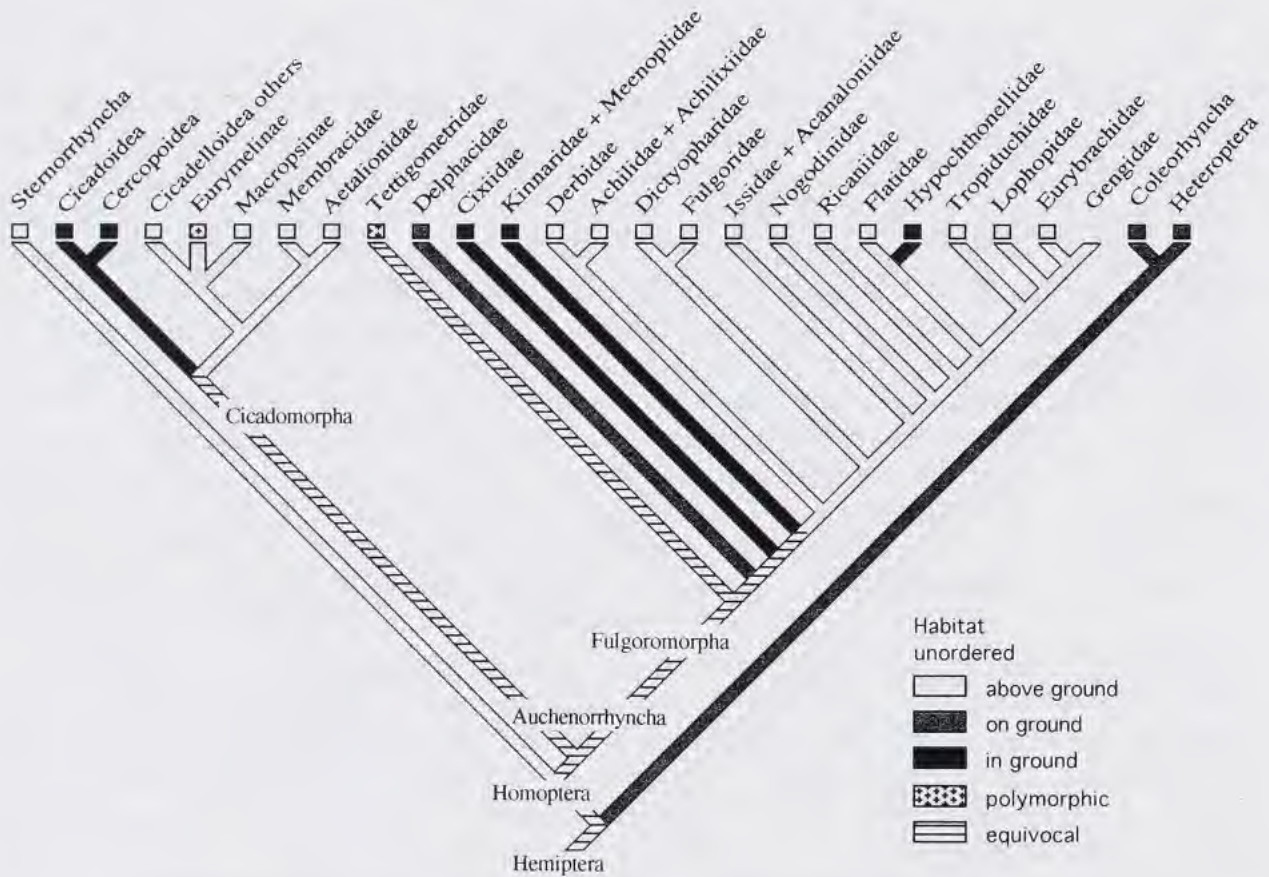 Sternorrhyncha
Cicadoidea
Cercopoidea
Cicadelloidea others
Eurymelinae
Macropsinae
Membracidae
Aetalionidae
Tettigometridae
Delphacidae
Cixiidae
Kinnaridae + Meenoplidae
Derbidae
Achilidae + Achilixiidae
Dictyopharidae
Fulgoridae
Issidae + Acanaloniidae
Nogodinidae
Ricaniidae
Flatidae
Hypochthonellidae
Tropiduchidae
Lophopidae
Eurybrachidae
Gengidae
Coleorhyncha
Heteroptera
Cicadomorpha
Fulgoromorpha
Auchenorrhyncha
Homoptera
Hemiptera
Habitat
unordered
above ground
on ground
in ground
polymorphic
equivocal